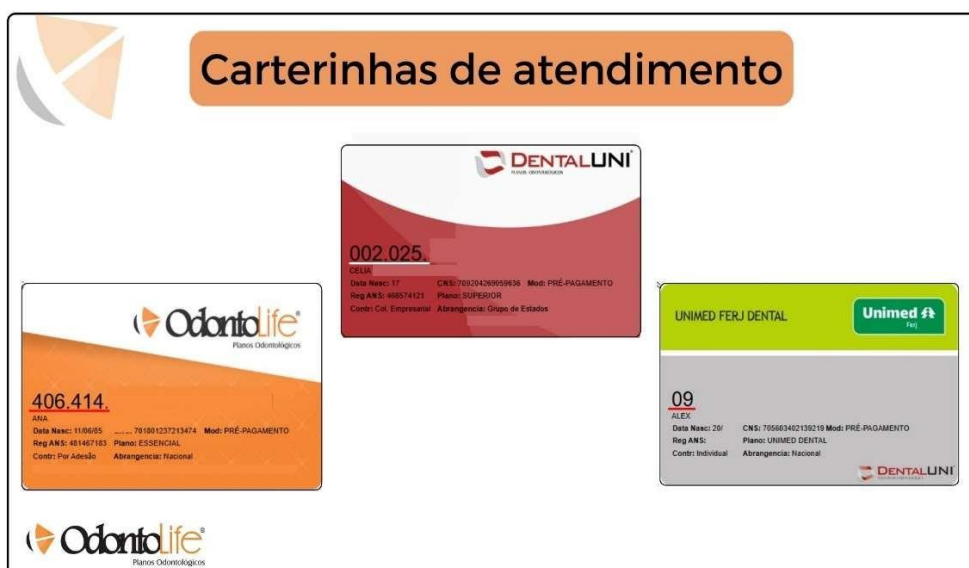 Carterinhas de atendimento
DENTALUNI
PLANOS ODONTOLÓGICOS
002.025.
CELIA
Data Nasc: 17 CNS: 709204269059636 Mod: PRÉ-PAGAMENTO
Reg ANS: 468574121 Plano: SUPERIOR
Contr: Col. Empresarial Abrangencia: Grupo de Estados
OdontoLife®
Planos Odontológicos
406.414.
ANA
Data Nasc: 11/06/85 701801237213474 Mod: PRÉ-PAGAMENTO
Reg ANS: 481467183 Plano: ESSENCIAL
Contr: Por Adesão Abrangencia: Nacional
UNIMED FERJ DENTAL
Unimed
Ferj
09
ALEX
Data Nasc: 20/ CNS: 705603402139219 Mod: PRÉ-PAGAMENTO
Reg ANS: Plano: UNIMED DENTAL
Contr: Individual Abrangencia: Nacional
DENTALUNI
OdontoLife®
Planos Odontológicos